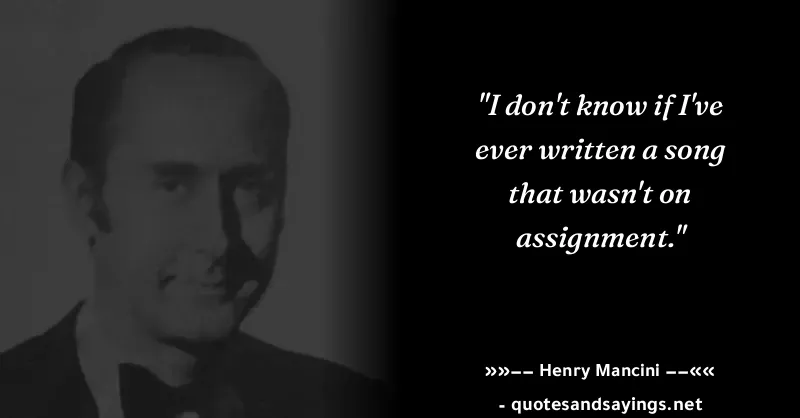 "I don't know if I've
ever written a song
that wasn't on
assignment."
»»–– Henry Mancini ––««
- quotesandsayings.net